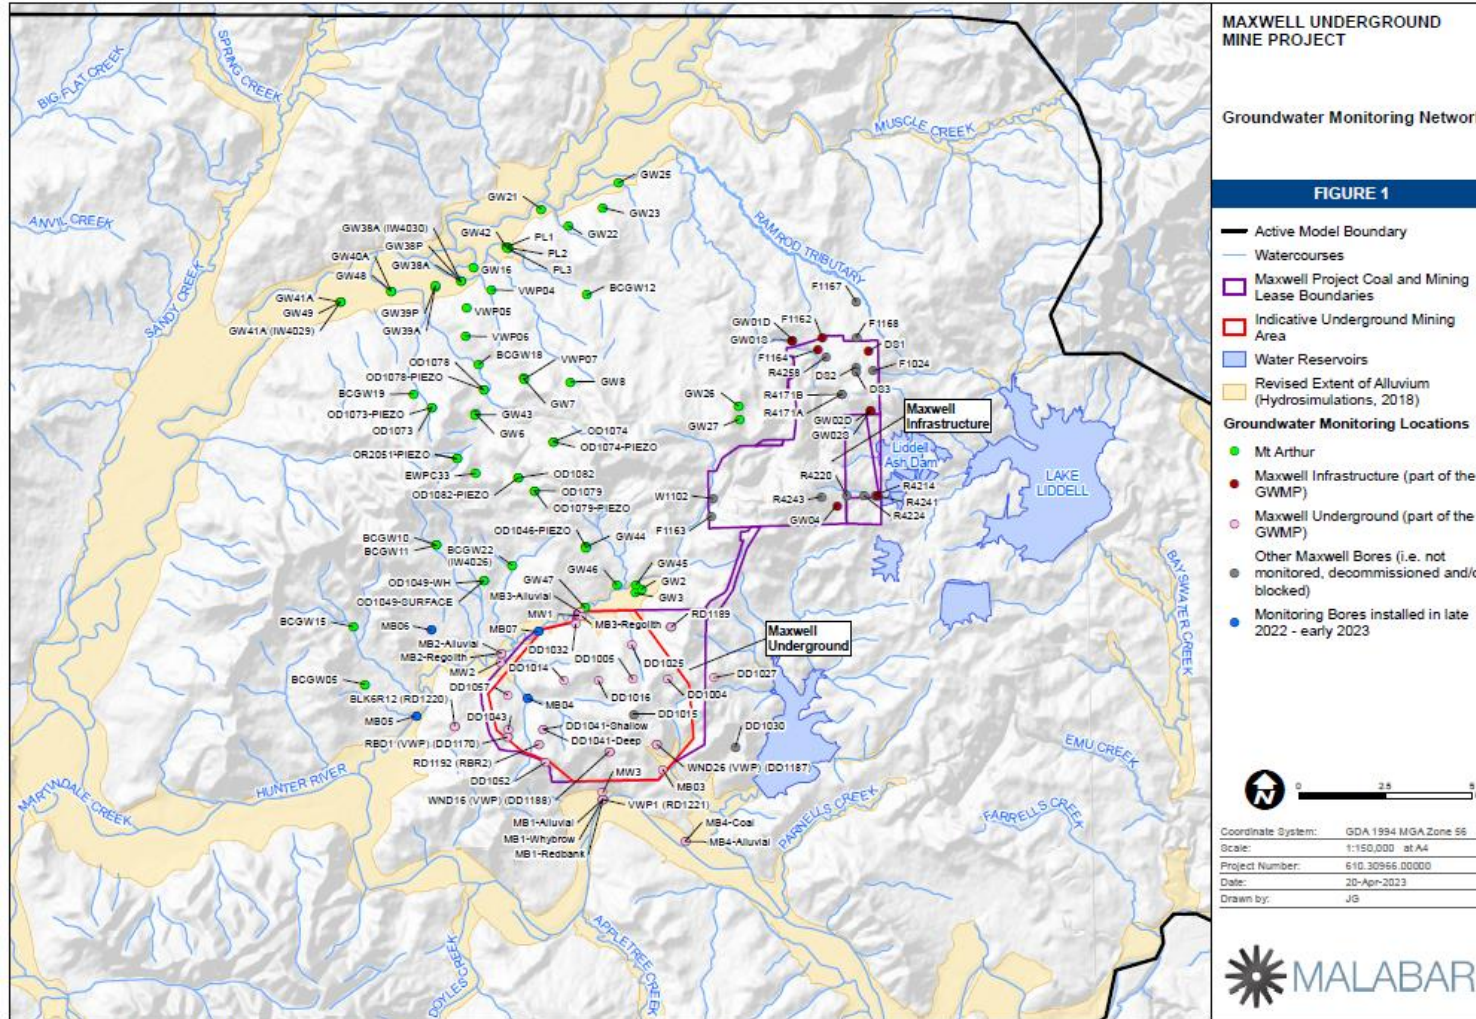 MAXWELL UNDERGROUND
MINE PROJECT
Groundwater Monitoring Network
FIGURE 1
Active Model Boundary
Watercourses
Maxwell Project Coal and Mining
Lease Boundaries
Indicative Underground Mining
Area
Water Reservoirs
Revised Extent of Alluvium
(Hydrosimulations, 2018)
Groundwater Monitoring Locations
Mt Arthur
Maxwell Infrastructure (part of the
GWMP)
Maxwell Underground (part of the
GWMP)
Other Maxwell Bores (i.e. not
monitored, decommissioned and/o
blocked)
Monitoring Bores installed in late
2022 - early 2023
N
0 2.5 5
Coordinate System: GDA 1994 MGA Zone 56
Scale: 1:150,000 at A4
Project Number: 610.30966.00000
Date: 20-Apr-2023
Drawn by: JG
MALABAR
BIG FLAT CREEK
SPRING CREEK
MUSCLE CREEK
ANVIL CREEK
SANDY CREEK
RAMROD TRIBUTARY
GW25
GW21
GW23
GW22
GW38A (IW4030)
GW42
PL1
GW38P
PL2
GW40A
GW38A
PL3
GW48
GW16
VWP04
BCGW12
GW41A
GW49
GW39P
VWP05
GW41A (IW4029)
GW39A
VWP06
F1167
GW01D
F1162
F1168
GW01S
DS1
F1164
R4258
DS2
F1024
DS3
R4171B
R4171A
GW02D
GW02S
OD1078
BCGW18
VWP07
OD1078-PIEZO
GW8
BCGW19
GW7
GW26
OD1073-PIEZO
GW43
GW27
OD1073
GW6
OD1074
OD1074-PIEZO
Maxwell
Infrastructure
Liddell
Ash Dam
LAKE
LIDDELL
OR2051-PIEZO
EWPC33
OD1082
OD1082-PIEZO
OD1079
OD1079-PIEZO
R4220
R4214
W1102
R4243
R4241
R4224
F1163
GW04
OD1046-PIEZO
BCGW10
GW44
BCGW11
BCGW22
(IW4026)
GW45
GW46
GW2
OD1049-WH
GW47
GW3
OD1049-SURFACE
MB3-Alluvial
BCGW15
MW1
MB3-Regolith
RD1189
MB06
MB07
Maxwell
Underground
MB2-Alluvial
DD1032
MB2-Regolith
DD1005
DD1025
MW2
DD1014
DD1027
BCGW05
DD1057
DD1016
DD1004
BLK6R12 (RD1220)
MB04
MB05
DD1043
DD1041-Shallow
DD1015
RBD1 (VWP) (DD1170)
DD1041-Deep
DD1030
RD1192 (RBR2)
WND26 (VWP) (DD1187)
DD1052
MW3
MB03
WND16 (VWP) (DD1188)
VWP1 (RD1221)
MB1-Alluvial
MB4-Coal
MB1-Whybrow
MB4-Alluvial
MB1-Redbank
BAYSWATER CREEK
HUNTER RIVER
MARTINDALE CREEK
EMU CREEK
PARNELLS CREEK
FARRELLS CREEK
APPLETREE CREEK
DOYLES CREEK